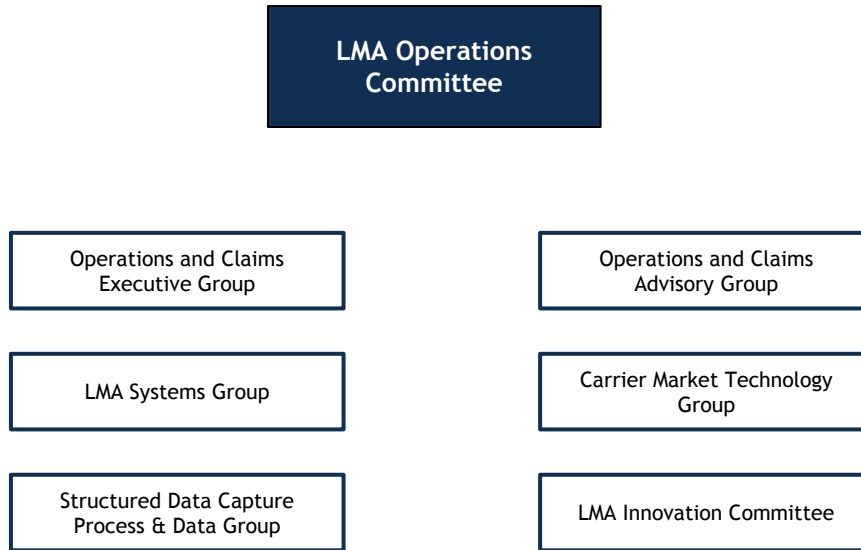 LMA Operations
Committee
Operations and Claims
Executive Group
Operations and Claims
Advisory Group
LMA Systems Group
Carrier Market Technology
Group
Structured Data Capture
Process & Data Group
LMA Innovation Committee